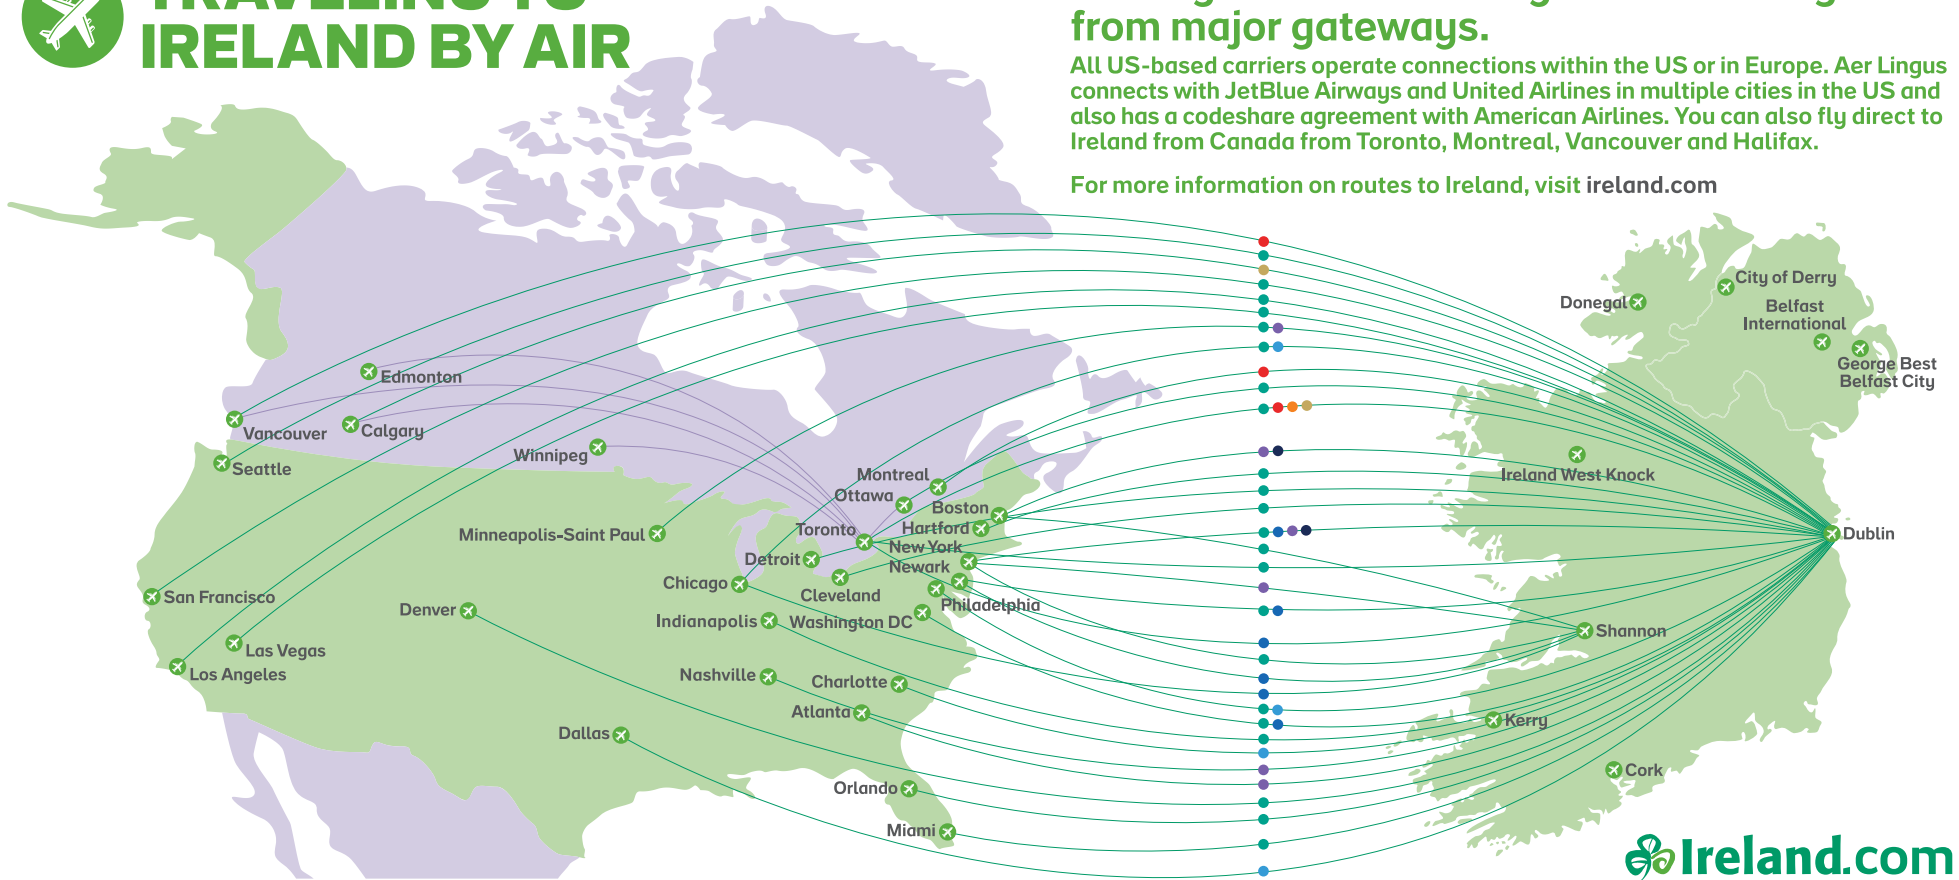 TRAVELING TO
IRELAND BY AIR
from major gateways.
All US-based carriers operate connections within the US or in Europe. Aer Lingus
connects with JetBlue Airways and United Airlines in multiple cities in the US and
also has a codeshare agreement with American Airlines. You can also fly direct to
Ireland from Canada from Toronto, Montreal, Vancouver and Halifax.
For more information on routes to Ireland, visit ireland.com
City of Derry
Donegal
Belfast
International
George Best
Belfast City
Edmonton
Vancouver
Calgary
Winnipeg
Seattle
Montreal
Ottawa
Ireland West Knock
Boston
Minneapolis-Saint Paul
Toronto
Hartford
Dublin
New York
Detroit
Newark
Chicago
Cleveland
San Francisco
Denver
Philadelphia
Indianapolis
Washington DC
Shannon
Las Vegas
Los Angeles
Nashville
Charlotte
Atlanta
Kerry
Dallas
Cork
Orlando
Miami
Ireland.com